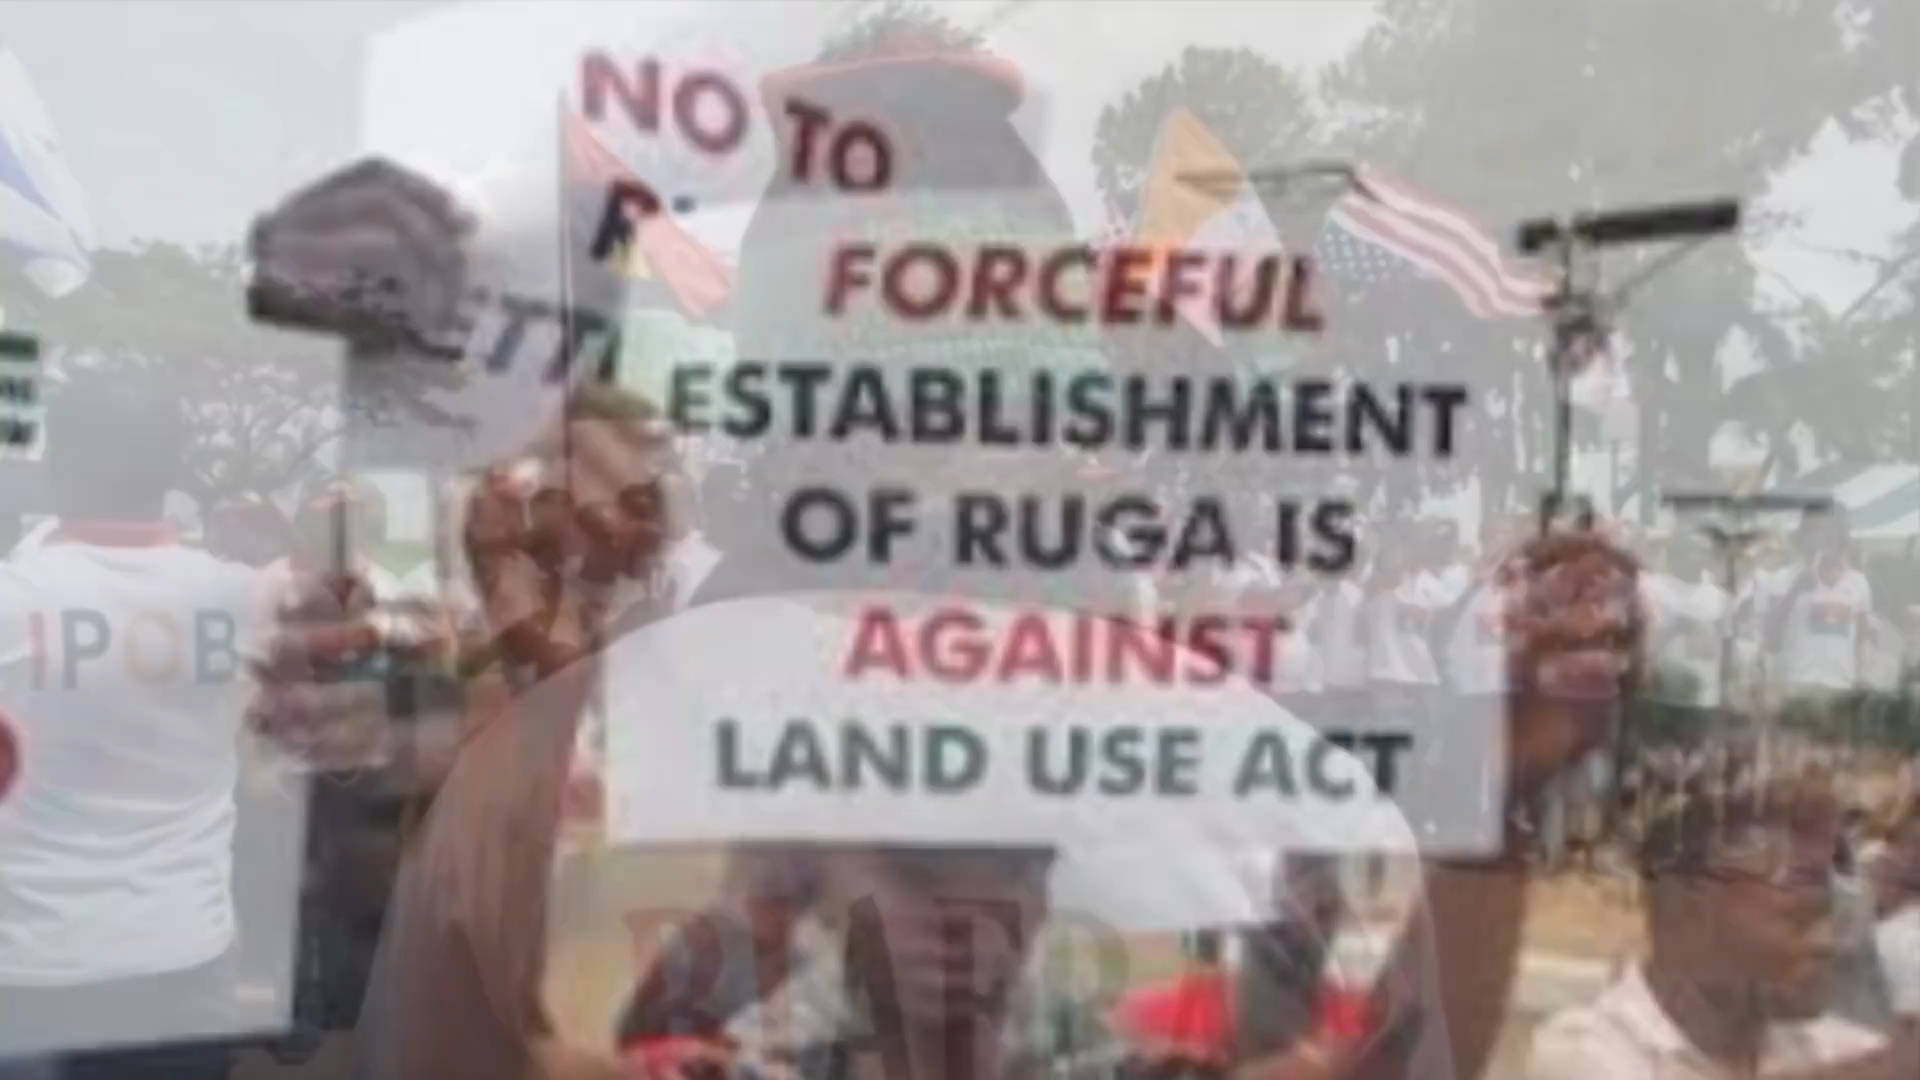 NO TO
FORCEFUL
ESTABLISHMENT
OF RUGA IS
AGAINST
LAND USE ACT
IPOB